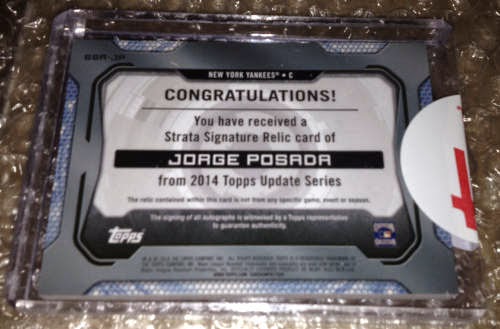 SSR-JP
NEW YORK YANKEES® • C
CONGRATULATIONS!
You have received a
Strata Signature Relic card of
JORGE POSADA
from 2014 Topps Update Series
The relic contained within this card is not from any specific game, event or season.
The signing of all autographs is witnessed by a Topps representative
to guarantee authenticity.
Topps